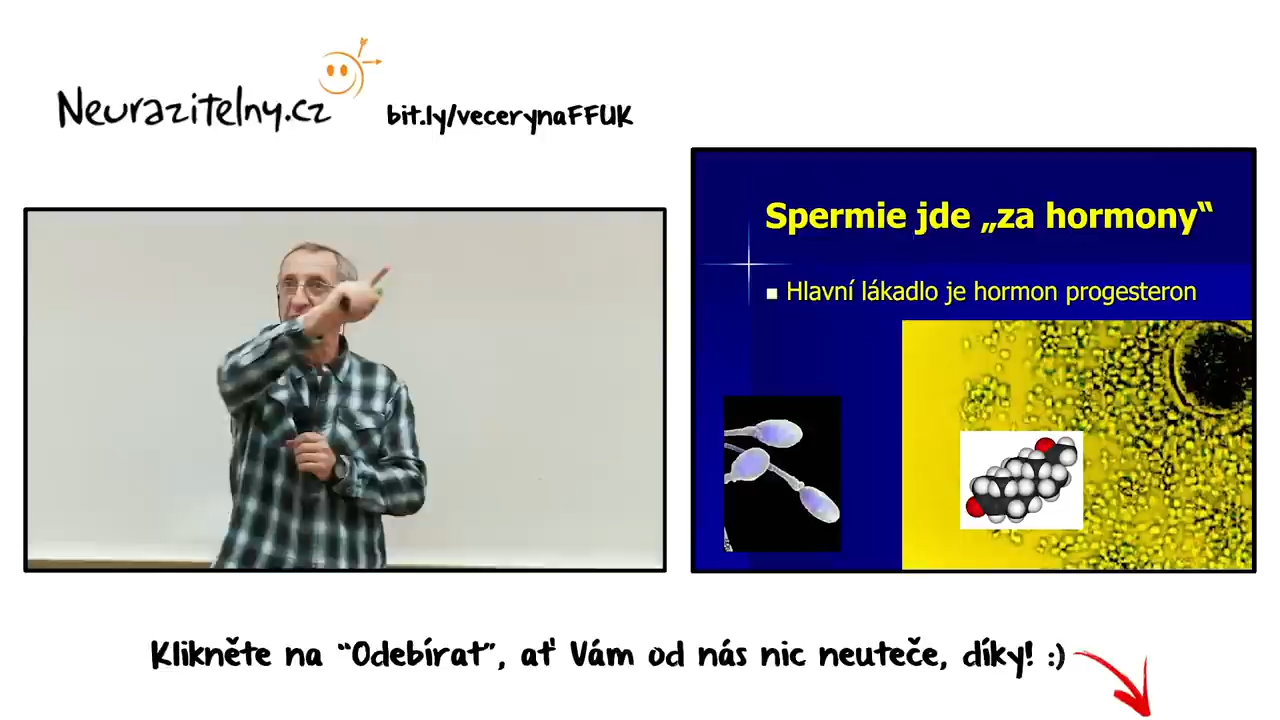 Neurazitelny.cz
bit.ly/vecerynaFFUK
Spermie jde „za hormony“
Hlavní lákadlo je hormon progesteron
Klikněte na “Odebírat”, ať Vám od nás nic neuteče, díky! :)